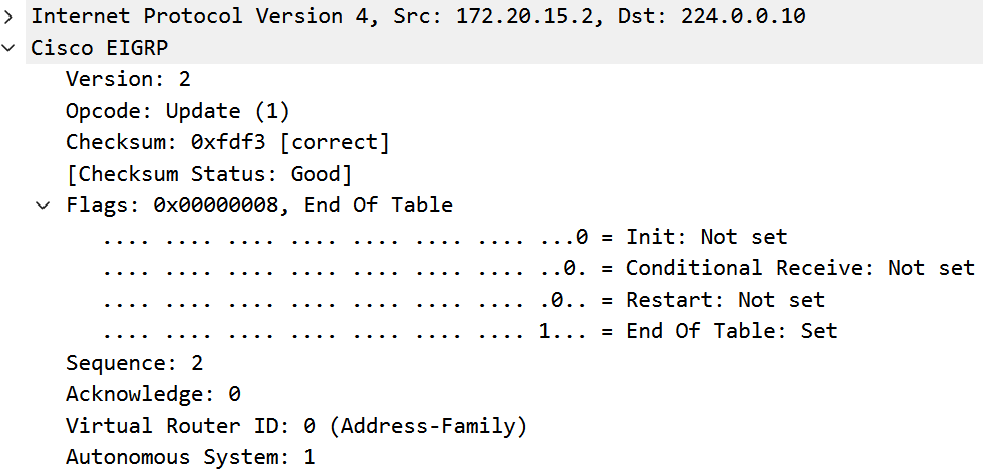 Internet Protocol Version 4, Src: 172.20.15.2, Dst: 224.0.0.10
Cisco EIGRP
Version: 2
Opcode: Update (1)
Checksum: 0xfdf3 [correct]
[Checksum Status: Good]
Flags: 0x00000008, End Of Table
.... .... .... .... .... .... .... ...0 = Init: Not set
.... .... .... .... .... .... .... ..0. = Conditional Receive: Not set
.... .... .... .... .... .... .... .0.. = Restart: Not set
.... .... .... .... .... .... .... 1... = End Of Table: Set
Sequence: 2
Acknowledge: 0
Virtual Router ID: 0 (Address-Family)
Autonomous System: 1